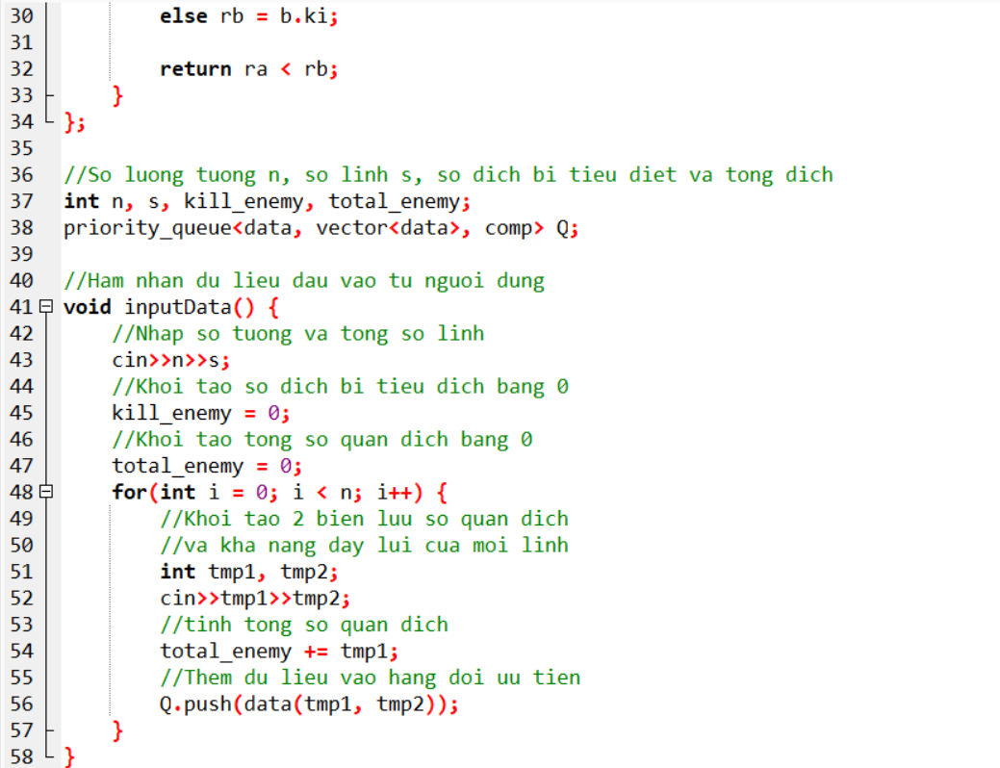 30 else rb = b.ki;
31
32 return ra < rb;
33 }
34 };
35
36 //So luong tuong n, so linh s, so dich bi tieu diet va tong dich
37 int n, s, kill_enemy, total_enemy;
38 priority_queue<data, vector<data>, comp> Q;
39
40 //Ham nhan du lieu dau vao tu nguoi dung
41 void inputData() {
42 //Nhap so tuong va tong so linh
43 cin>>n>>s;
44 //Khoi tao so dich bi tieu dich bang 0
45 kill_enemy = 0;
46 //Khoi tao tong so quan dich bang 0
47 total_enemy = 0;
48 for(int i = 0; i < n; i++) {
49 //Khoi tao 2 bien luu so quan dich
50 //va kha nang day lui cua moi linh
51 int tmp1, tmp2;
52 cin>>tmp1>>tmp2;
53 //tinh tong so quan dich
54 total_enemy += tmp1;
55 //Them du lieu vao hang doi uu tien
56 Q.push(data(tmp1, tmp2));
57 }
58 }